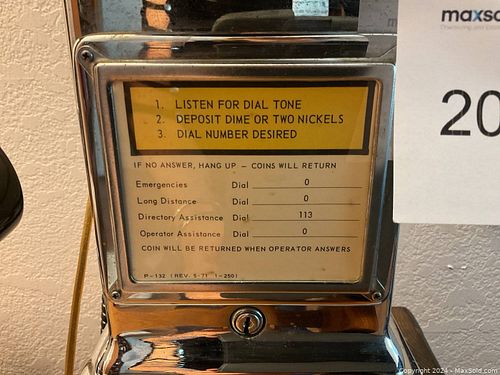 maxso
20
1. LISTEN FOR DIAL TONE
2. DEPOSIT DIME OR TWO NICKELS
3. DIAL NUMBER DESIRED
IF NO ANSWER, HANG UP – COINS WILL RETURN
Emergencies Dial 0
Long Distance Dial 0
Directory Assistance Dial 113
Operator Assistance Dial 0
COIN WILL BE RETURNED WHEN OPERATOR ANSWERS
P-132 (REV. 5-71 1-250)
Copyright 2024 - MaxSold.com